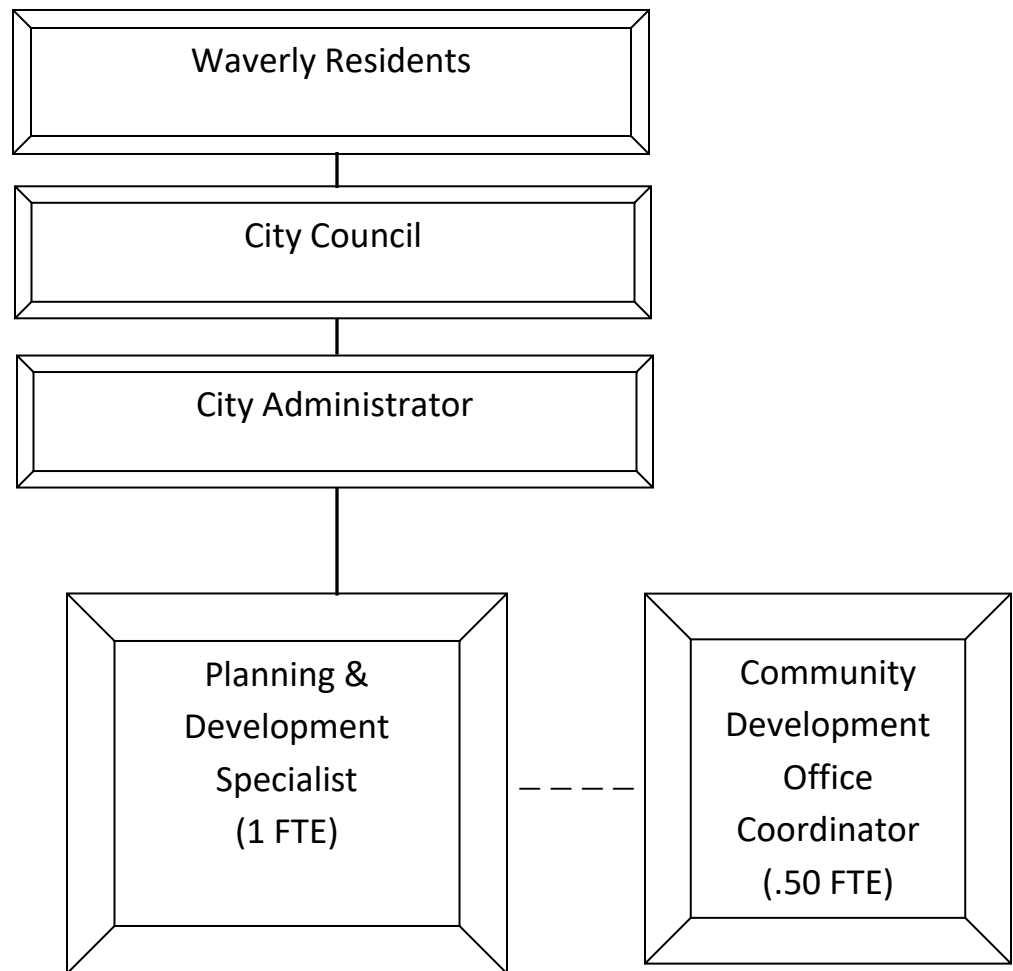 Waverly Residents
City Council
City Administrator
Planning &
Development
Specialist
(1 FTE)
Community
Development
Office
Coordinator
(.50 FTE)